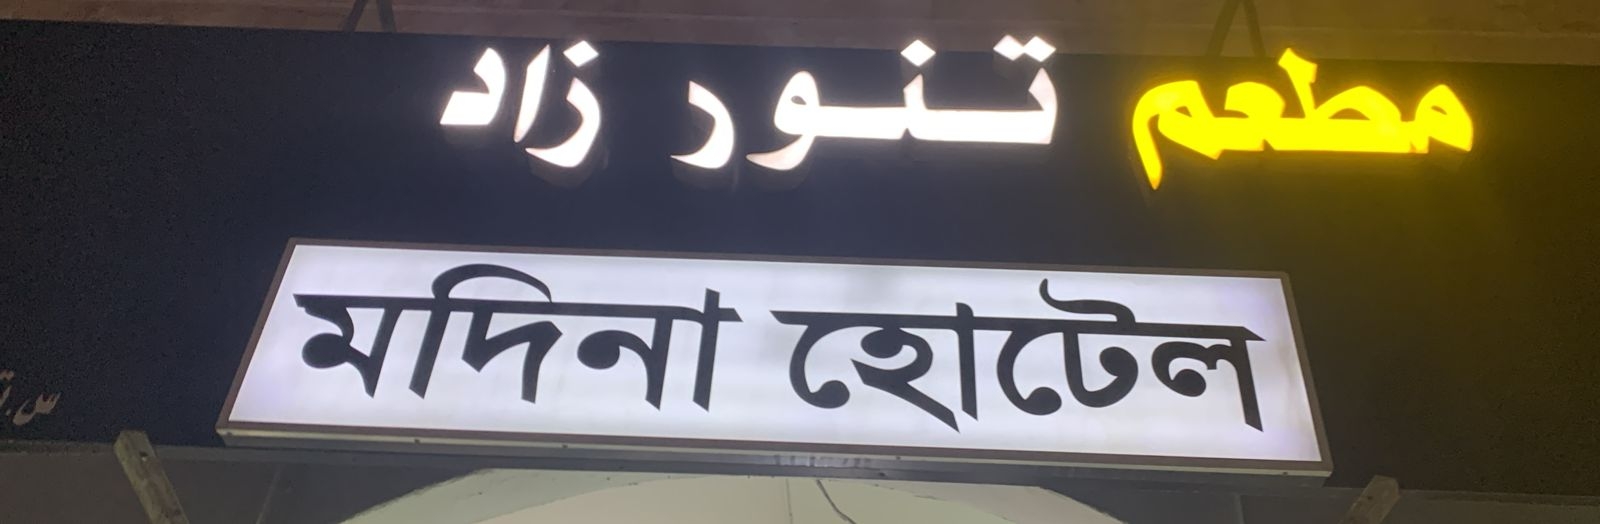 مطعم تنور زاد
মদিনা হোটেল
س.ت